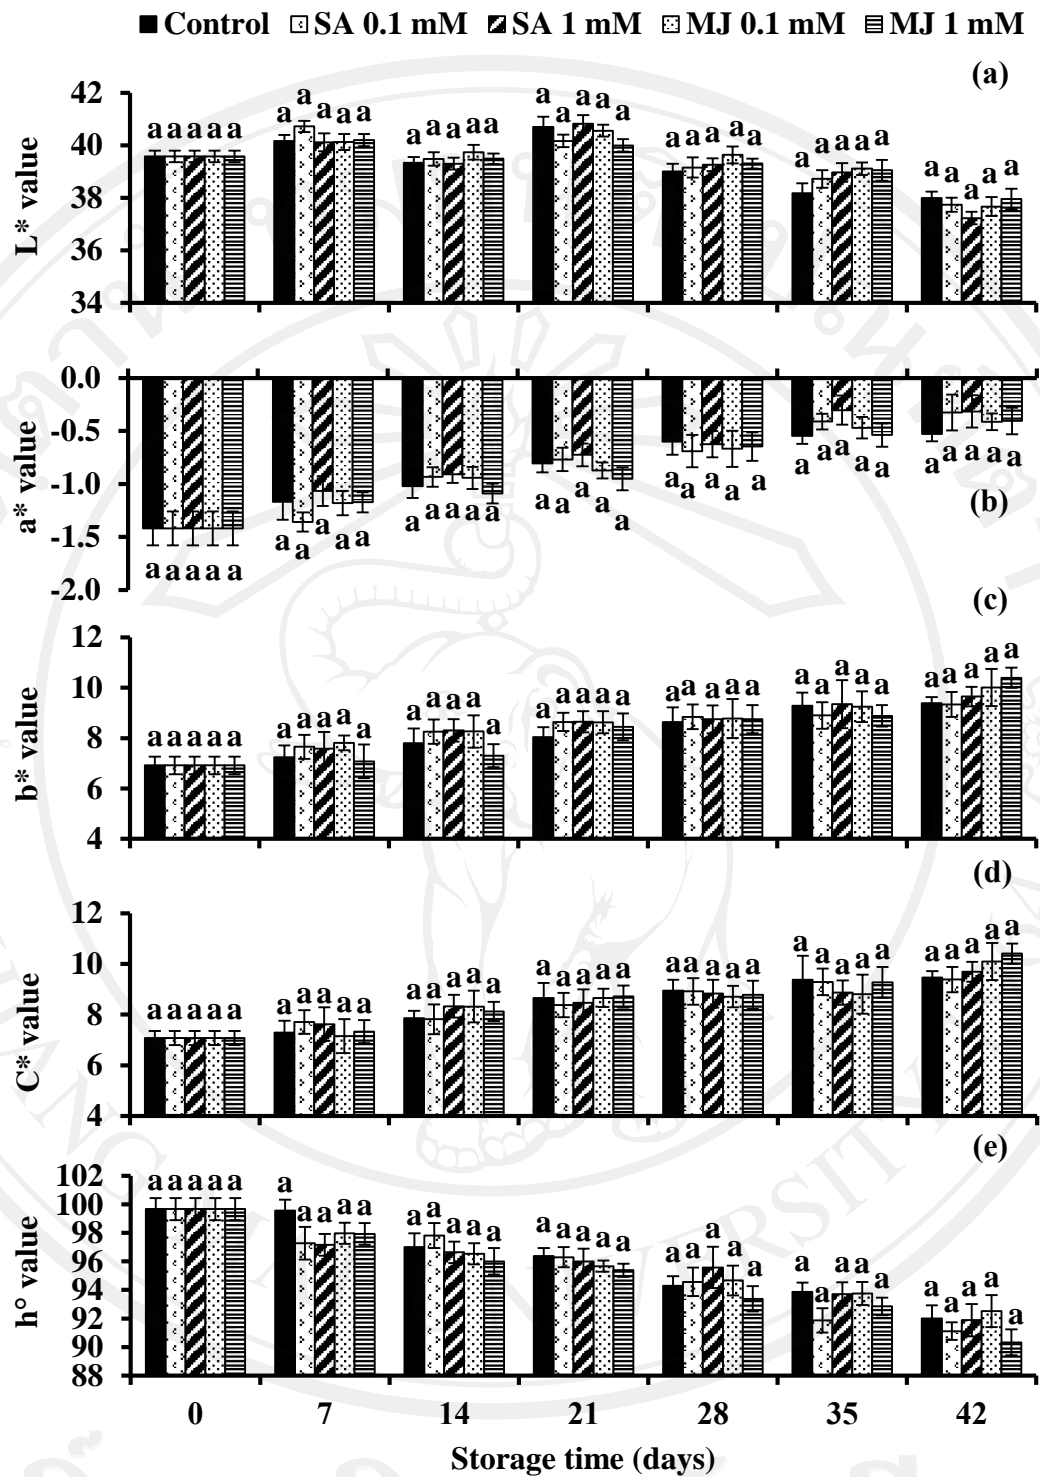 Control SA 0.1 mM SA 1 mM MJ 0.1 mM MJ 1 mM
(a)
L* value
42
40
38
36
34
a a a a a a a a a a a a a a a a a a a a a a a a a a a a a a a a a a a
a* value
0.0
-0.5
-1.0
-1.5
-2.0
a a a a a a a a a a a a a a a a a a a a a a a a a a a a a a a a a a a
(b)
(c)
b* value
12
10
8
6
4
a a a a a a a a a a a a a a a a a a a a a a a a a a a a a a a a a a a
(d)
C* value
12
10
8
6
4
a a a a a a a a a a a a a a a a a a a a a a a a a a a a a a a a a a a
(e)
h° value
102
100
98
96
94
92
90
88
a a a a a a a a a a a a a a a a a a a a a a a a a a a a a a a a a a a
0 7 14 21 28 35 42
Storage time (days)